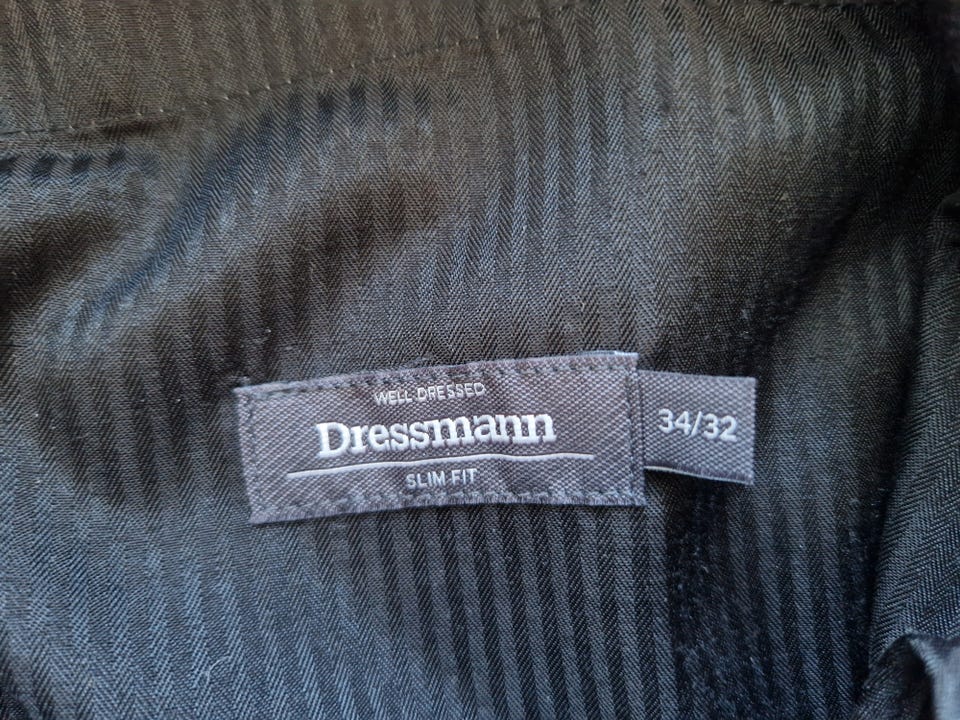 WELL DRESSED
Dressmann
SLIM FIT
34/32